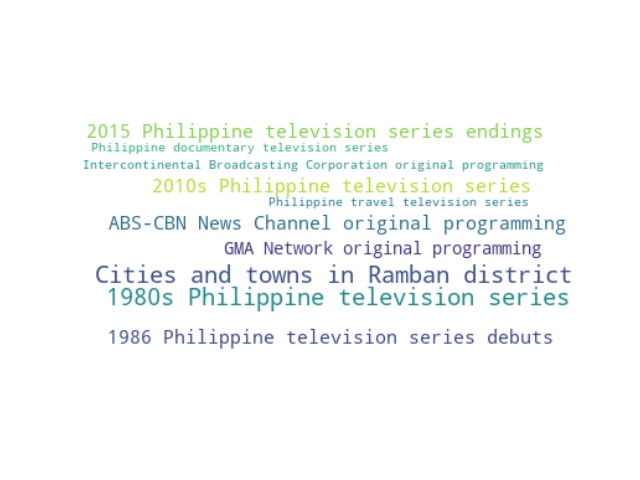 2015 Philippine television series endings
Philippine documentary television series
Intercontinental Broadcasting Corporation original programming
2010s Philippine television series
Philippine travel television series
ABS-CBN News Channel original programming
GMA Network original programming
Cities and towns in Ramban district
1980s Philippine television series
1986 Philippine television series debuts